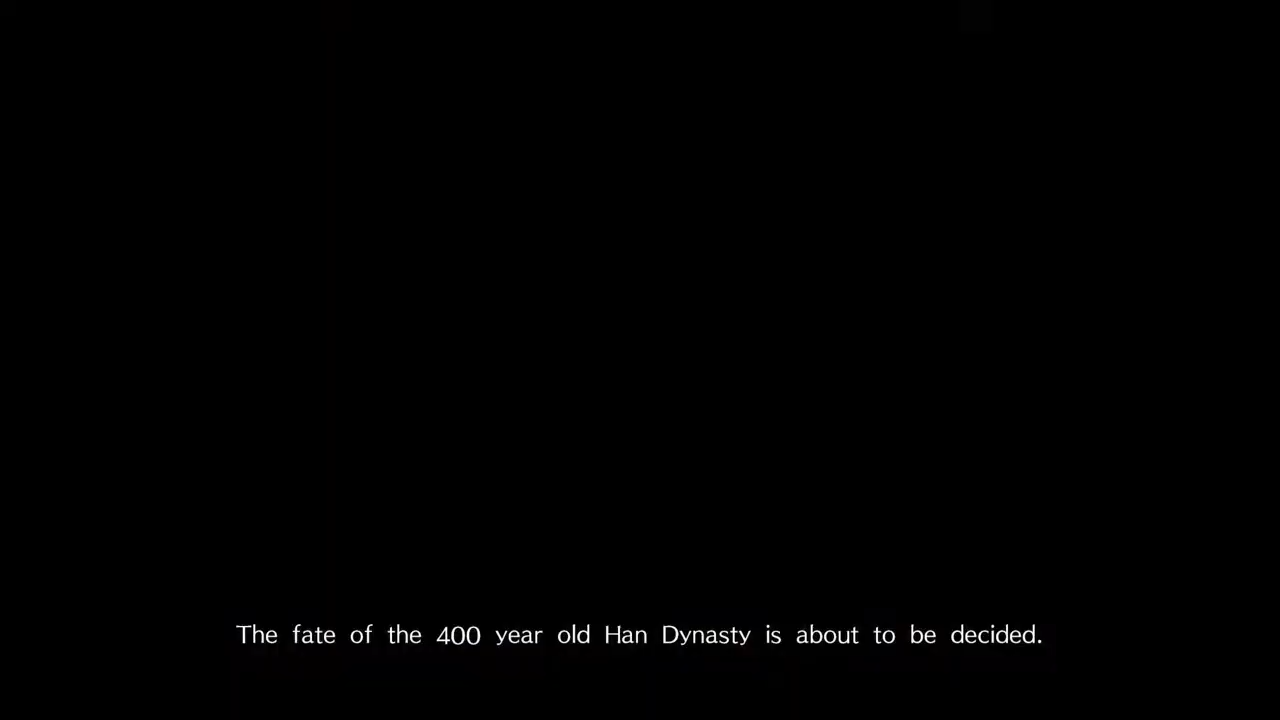 The fate of the 400 year old Han Dynasty is about to be decided.